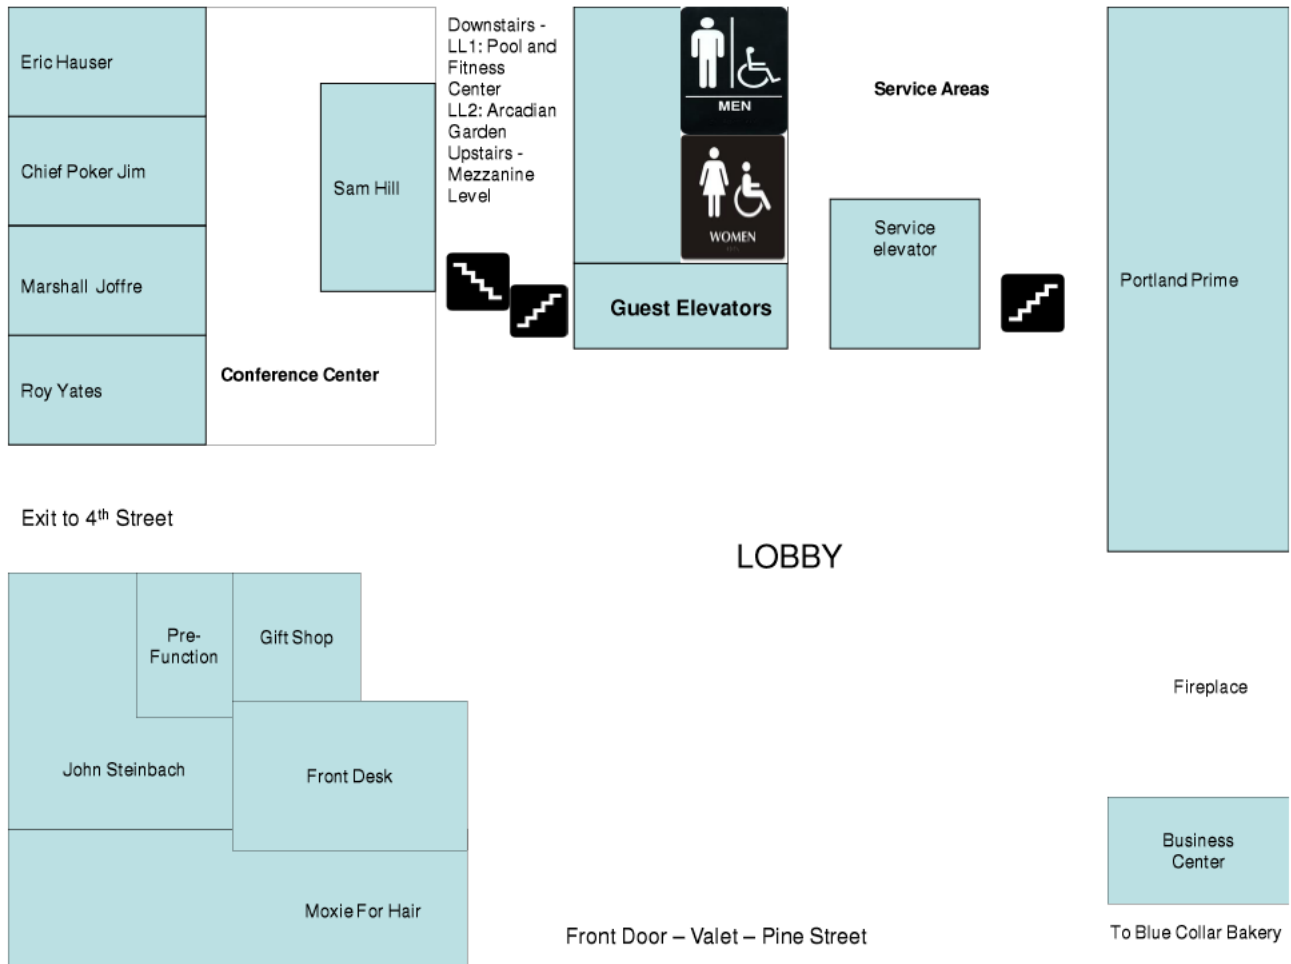 Eric Hauser
Chief Poker Jim
Marshall Joffre
Roy Yates
Sam Hill
Conference Center
Downstairs -
LL1: Pool and
Fitness
Center
LL2: Arcadian
Garden
Upstairs -
Mezzanine
Level
MEN
WOMEN
Guest Elevators
Service Areas
Service
elevator
Portland Prime
Exit to 4th Street
LOBBY
Pre-
Function
Gift Shop
John Steinbach
Front Desk
Moxie For Hair
Fireplace
Business
Center
Front Door – Valet – Pine Street
To Blue Collar Bakery